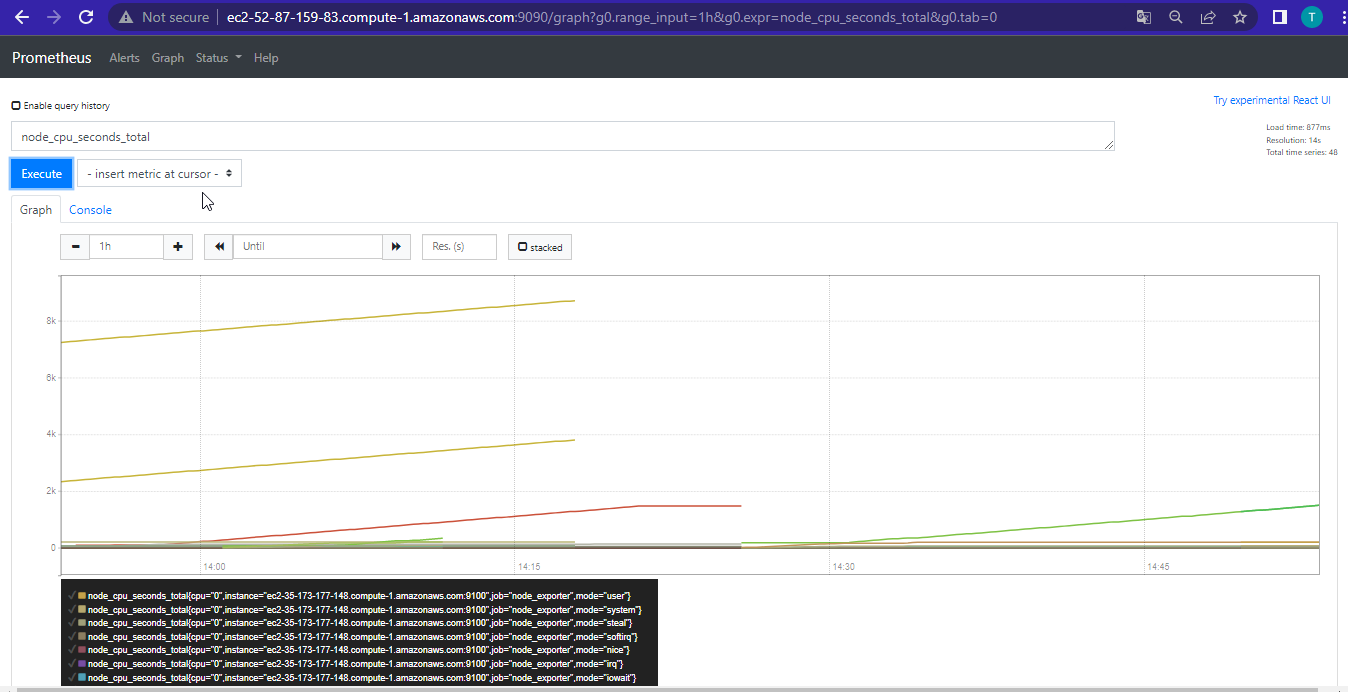 Not secure | ec2-52-87-159-83.compute-1.amazonaws.com:9090/graph?g0.range_input=1h&g0.expr=node_cpu_seconds_total&g0.tab=0
T
Prometheus Alerts Graph Status Help
Enable query history
Try experimental React UI
node_cpu_seconds_total
Load time: 877ms
Resolution: 14s
Total time series: 48
Execute - insert metric at cursor -
Graph Console
1h Until Res. (s) stacked
8k
6k
4k
2k
0
14:00 14:15 14:30 14:45
node_cpu_seconds_total{cpu="0",instance="ec2-35-173-177-148.compute-1.amazonaws.com:9100",job="node_exporter",mode="user"}
node_cpu_seconds_total{cpu="0",instance="ec2-35-173-177-148.compute-1.amazonaws.com:9100",job="node_exporter",mode="system"}
node_cpu_seconds_total{cpu="0",instance="ec2-35-173-177-148.compute-1.amazonaws.com:9100",job="node_exporter",mode="steal"}
node_cpu_seconds_total{cpu="0",instance="ec2-35-173-177-148.compute-1.amazonaws.com:9100",job="node_exporter",mode="softirq"}
node_cpu_seconds_total{cpu="0",instance="ec2-35-173-177-148.compute-1.amazonaws.com:9100",job="node_exporter",mode="nice"}
node_cpu_seconds_total{cpu="0",instance="ec2-35-173-177-148.compute-1.amazonaws.com:9100",job="node_exporter",mode="irq"}
node_cpu_seconds_total{cpu="0",instance="ec2-35-173-177-148.compute-1.amazonaws.com:9100",job="node_exporter",mode="iowait"}